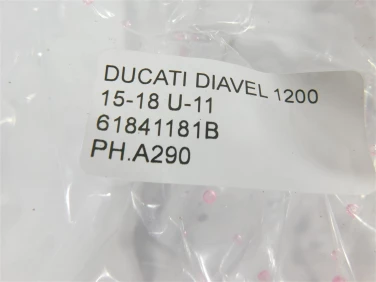 DUCATI DIAVEL 1200
15-18 U-11
61841181B
PH.A290